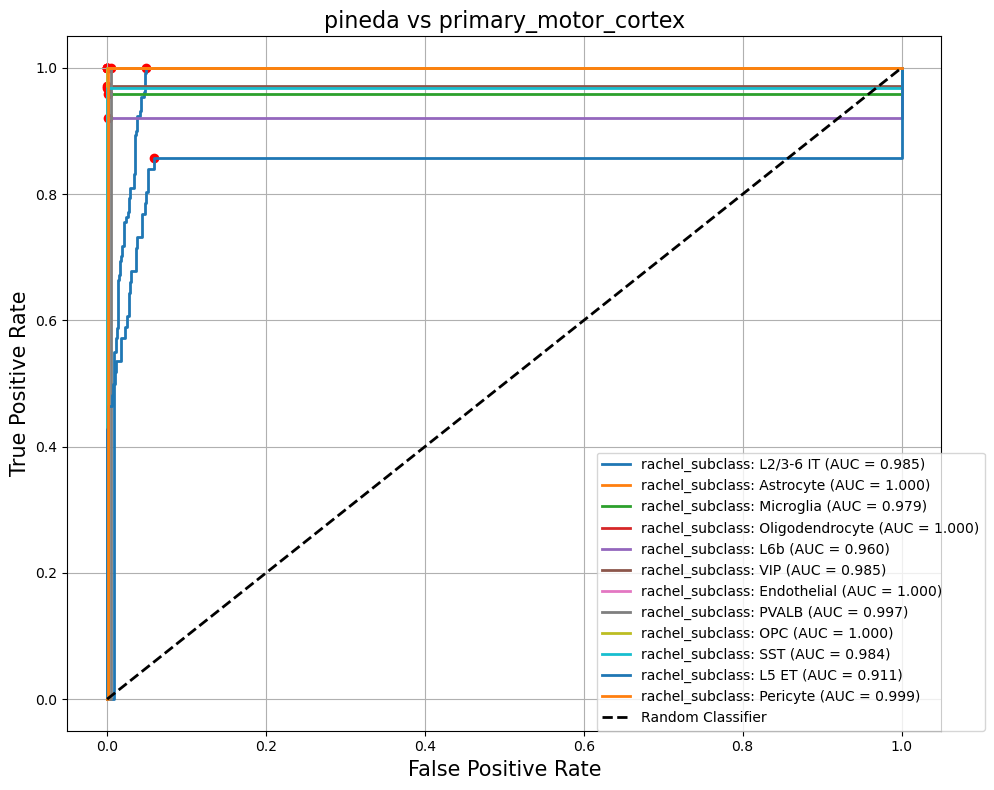 pineda vs primary_motor_cortex
True Positive Rate
1.0
0.8
0.6
0.4
0.2
0.0
rachel_subclass: L2/3-6 IT (AUC = 0.985)
rachel_subclass: Astrocyte (AUC = 1.000)
rachel_subclass: Microglia (AUC = 0.979)
rachel_subclass: Oligodendrocyte (AUC = 1.000)
rachel_subclass: L6b (AUC = 0.960)
rachel_subclass: VIP (AUC = 0.985)
rachel_subclass: Endothelial (AUC = 1.000)
rachel_subclass: PVALB (AUC = 0.997)
rachel_subclass: OPC (AUC = 1.000)
rachel_subclass: SST (AUC = 0.984)
rachel_subclass: L5 ET (AUC = 0.911)
rachel_subclass: Pericyte (AUC = 0.999)
Random Classifier
0.0 0.2 0.4 0.6 0.8 1.0
False Positive Rate